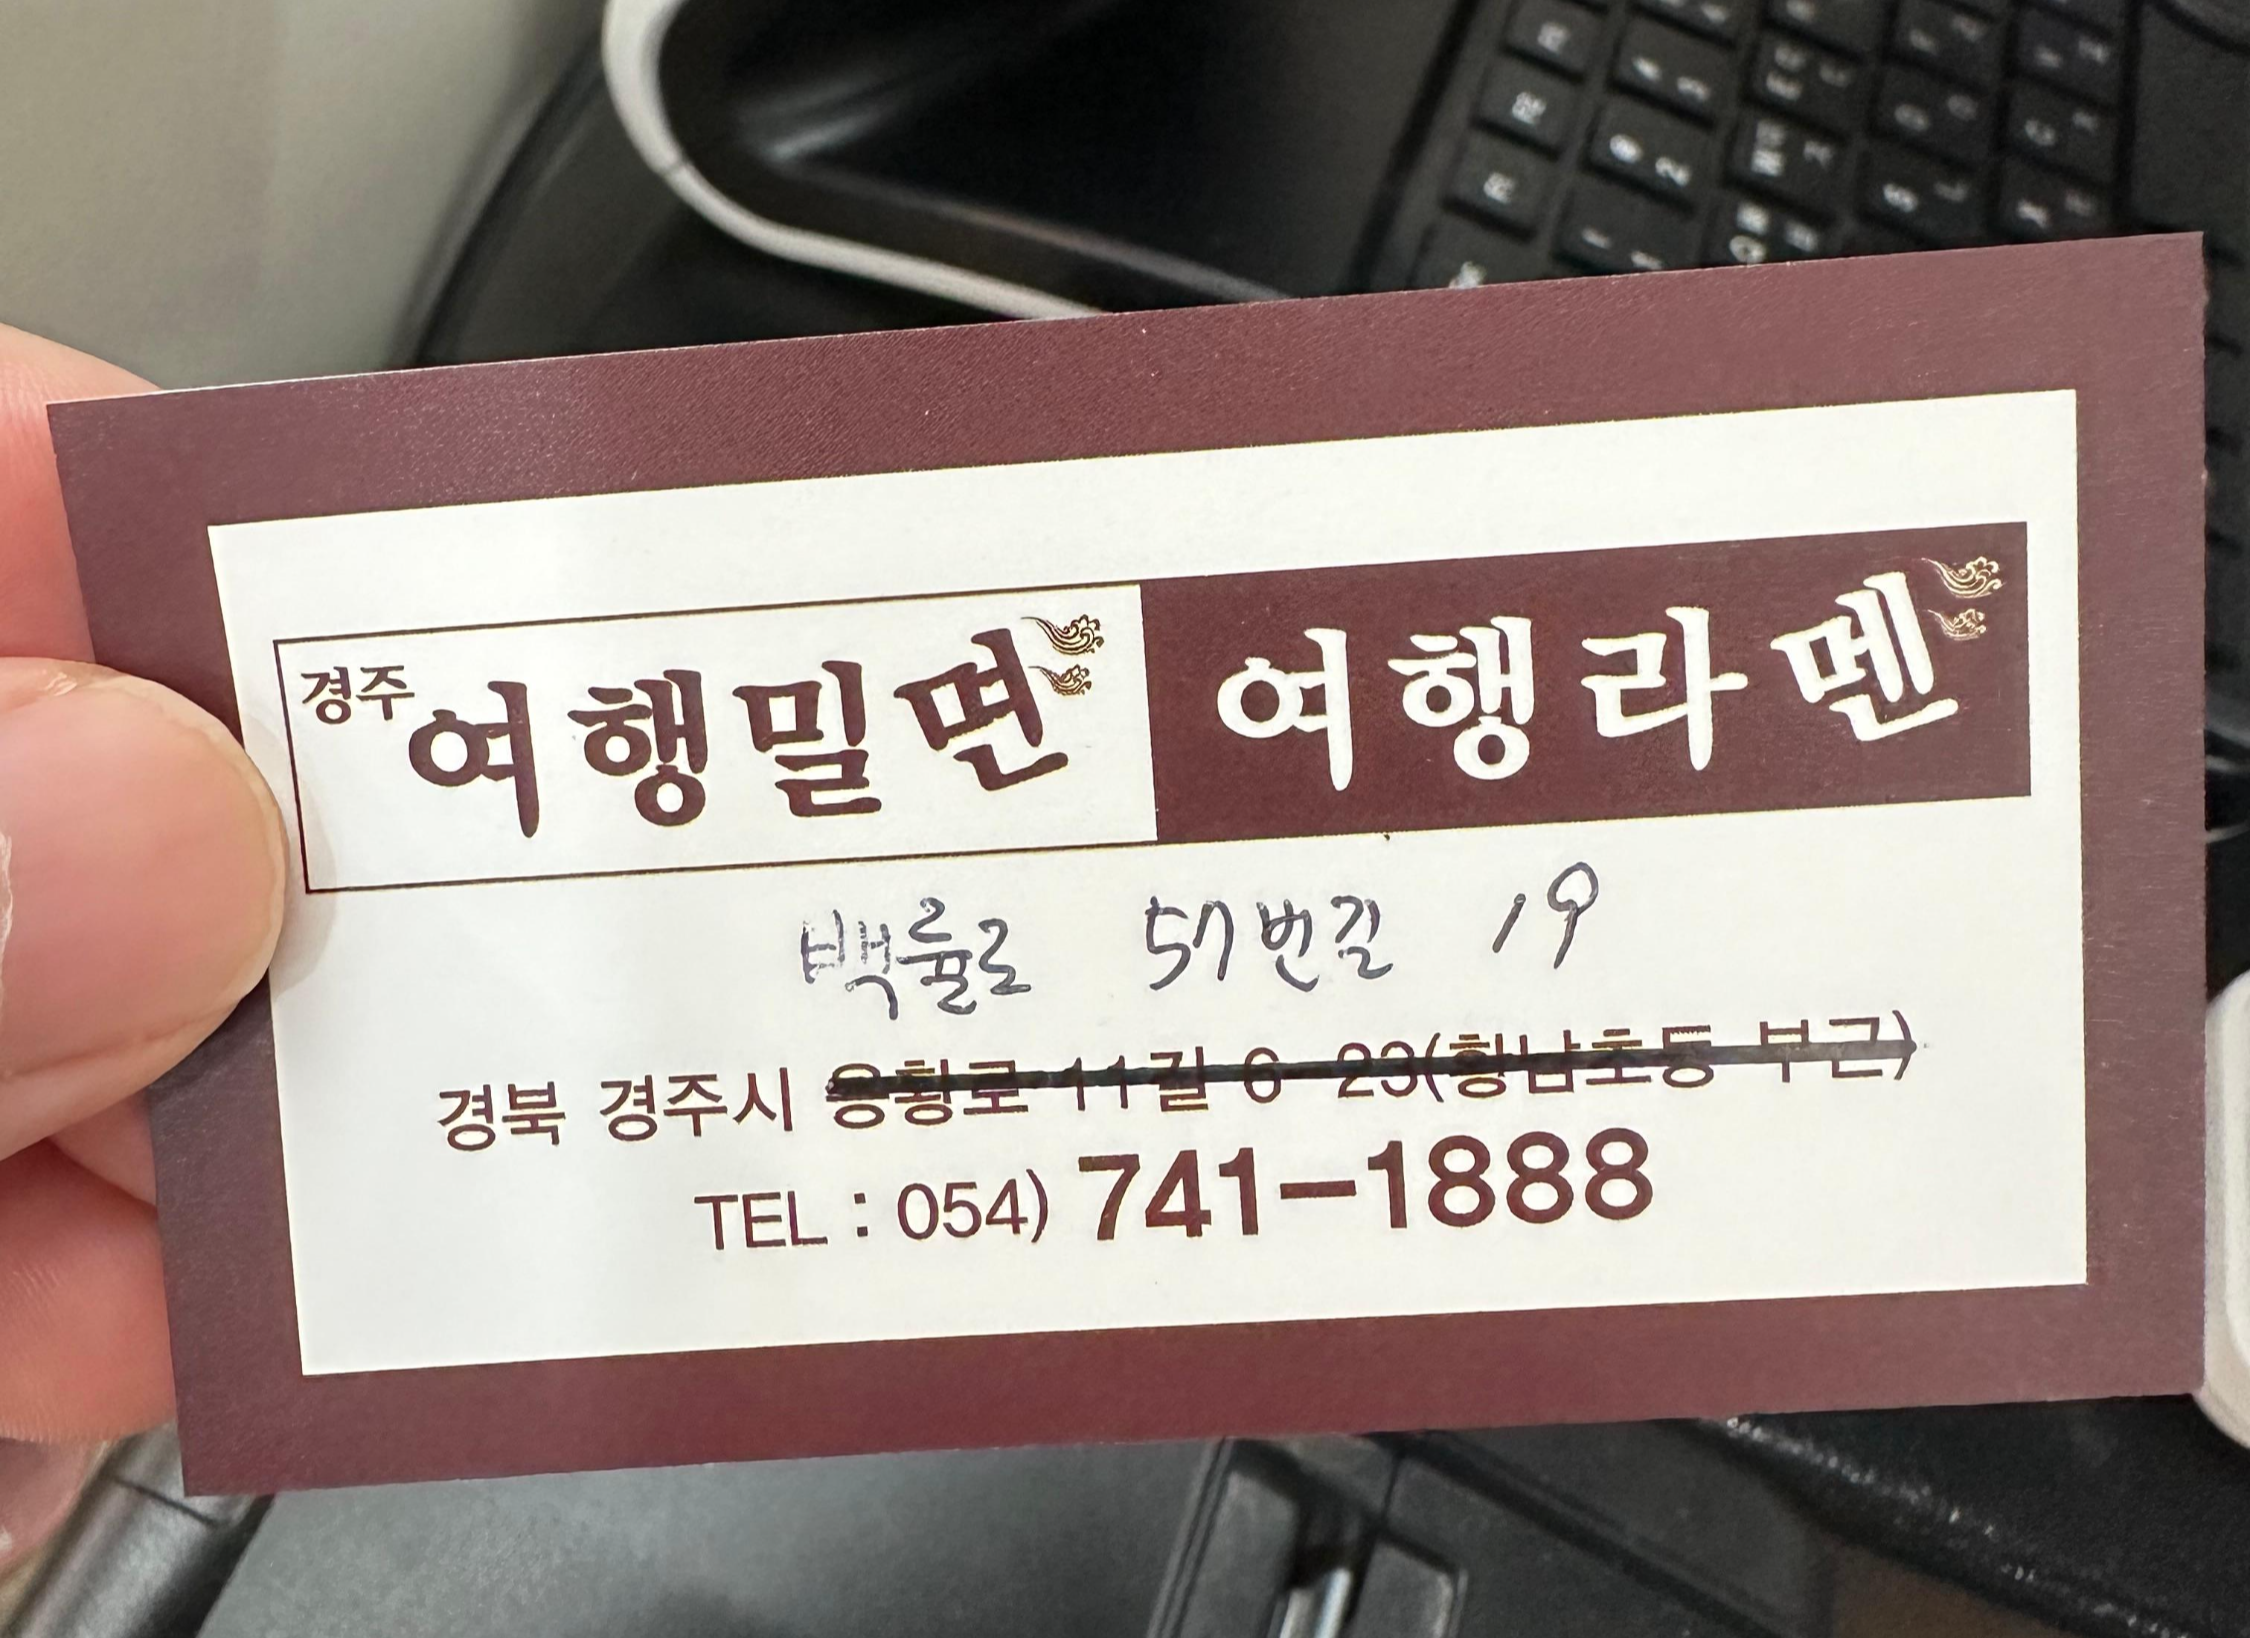 경주 여행밀면 여행라멘
백률로 57번길 19
경북 경주시 용황로 11길 6-23(항남초등 부근)
TEL : 054) 741-1888